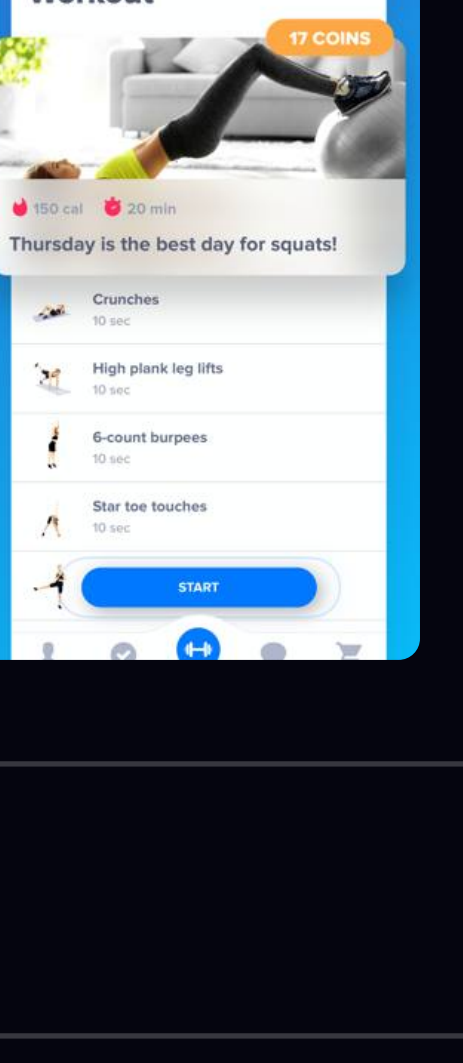 Workout
17 COINS
150 cal 20 min
Thursday is the best day for squats!
Crunches
10 sec
High plank leg lifts
10 sec
6-count burpees
10 sec
Star toe touches
10 sec
START